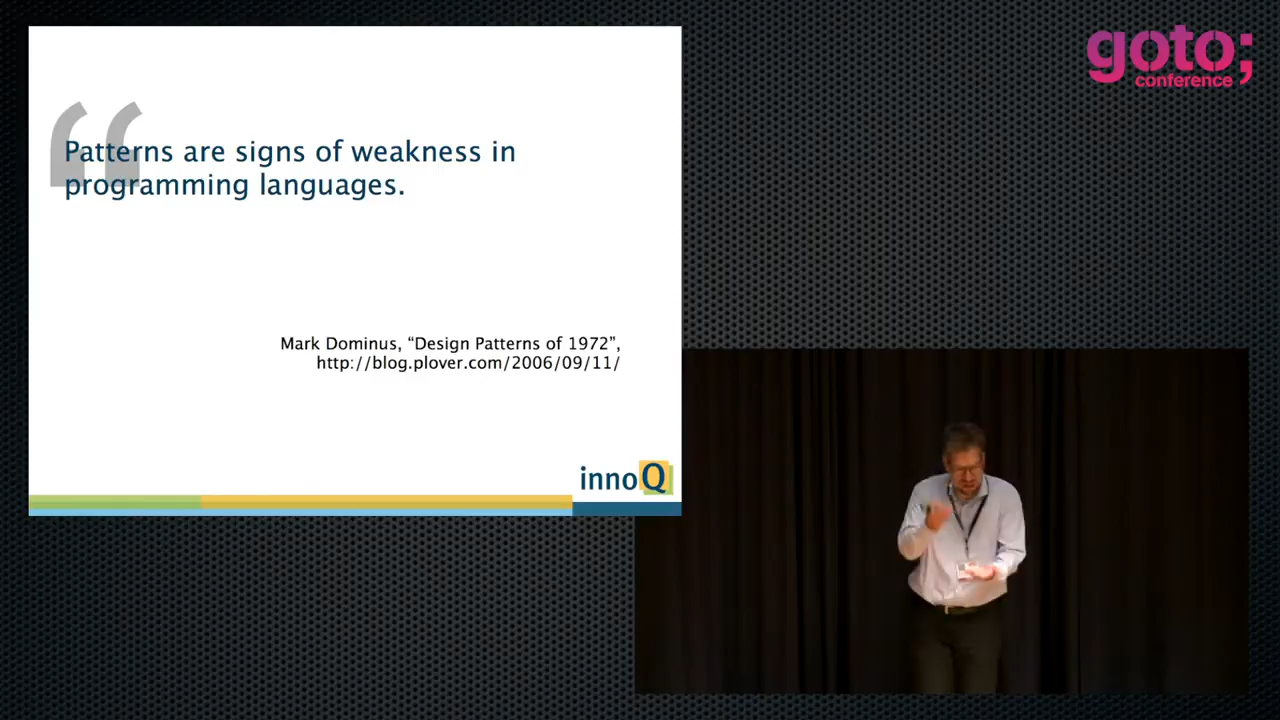 goto;
conference
“
Patterns are signs of weakness in
programming languages.
Mark Dominus, “Design Patterns of 1972”,
http://blog.plover.com/2006/09/11/
innoQ